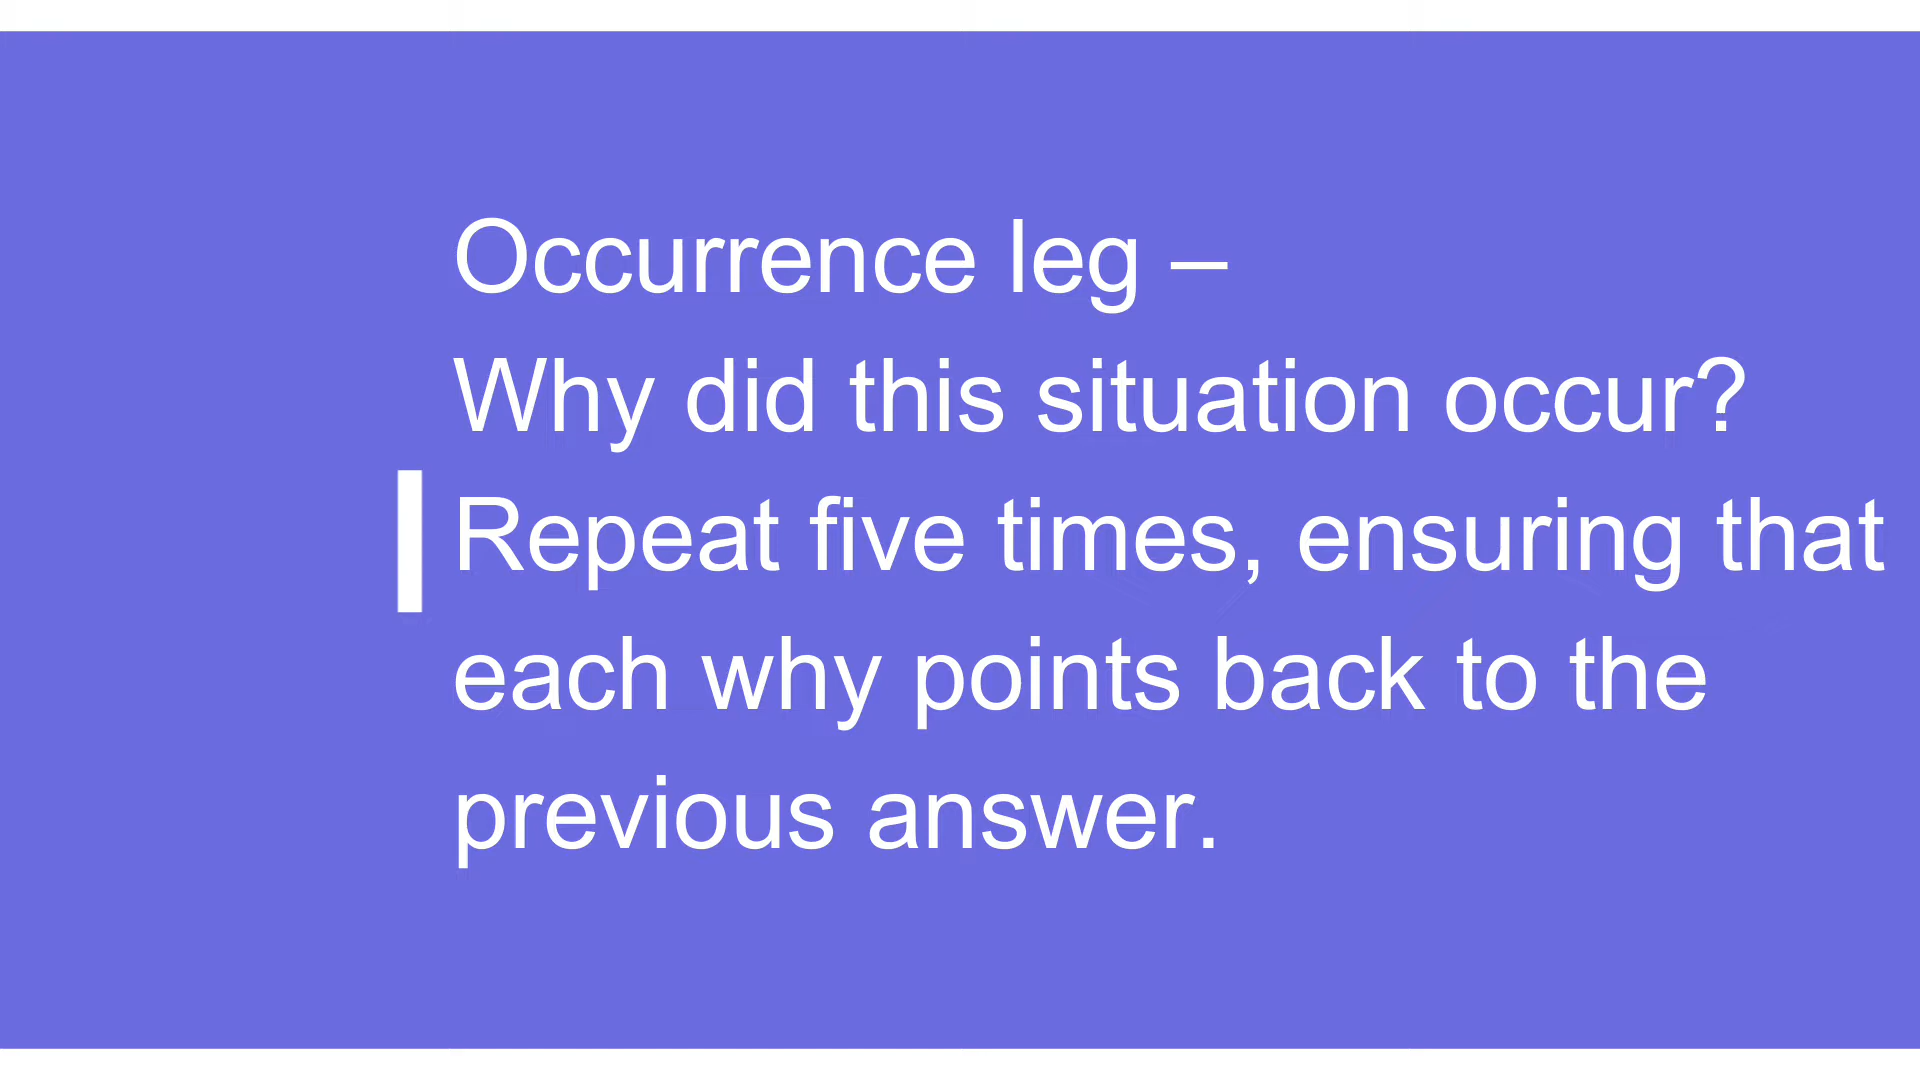 Occurrence leg –
Why did this situation occur?
Repeat five times, ensuring that
each why points back to the
previous answer.